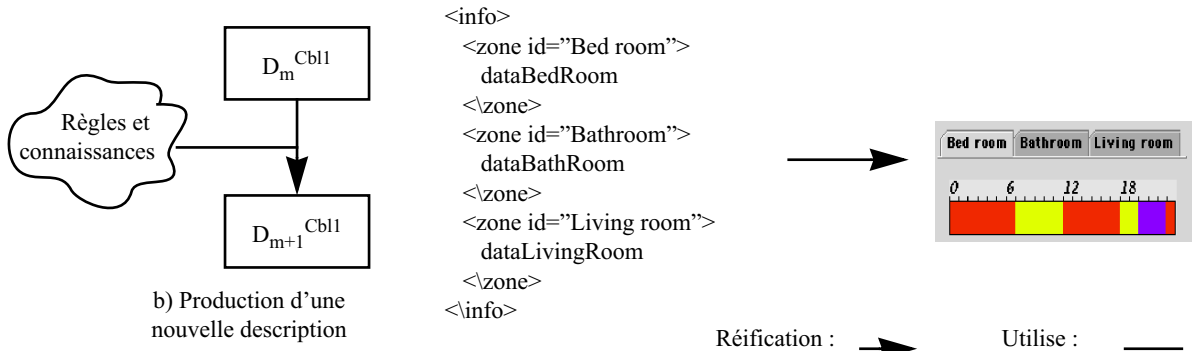 D_m^Cbl1
Règles et
connaissances
D_m+1^Cbl1
b) Production d'une
nouvelle description
<info>
<zone id=”Bed room”>
dataBedRoom
<\zone>
<zone id=”Bathroom”>
dataBathRoom
<\zone>
<zone id=”Living room”>
dataLivingRoom
<\zone>
<\info>
Bed room Bathroom Living room
0 6 12 18
Réification :
Utilise :